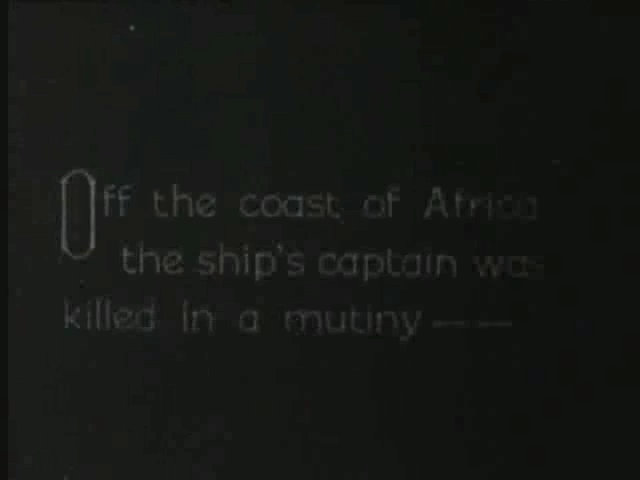 Off the coast of Africa
the ship's captain was
killed in a mutiny — —